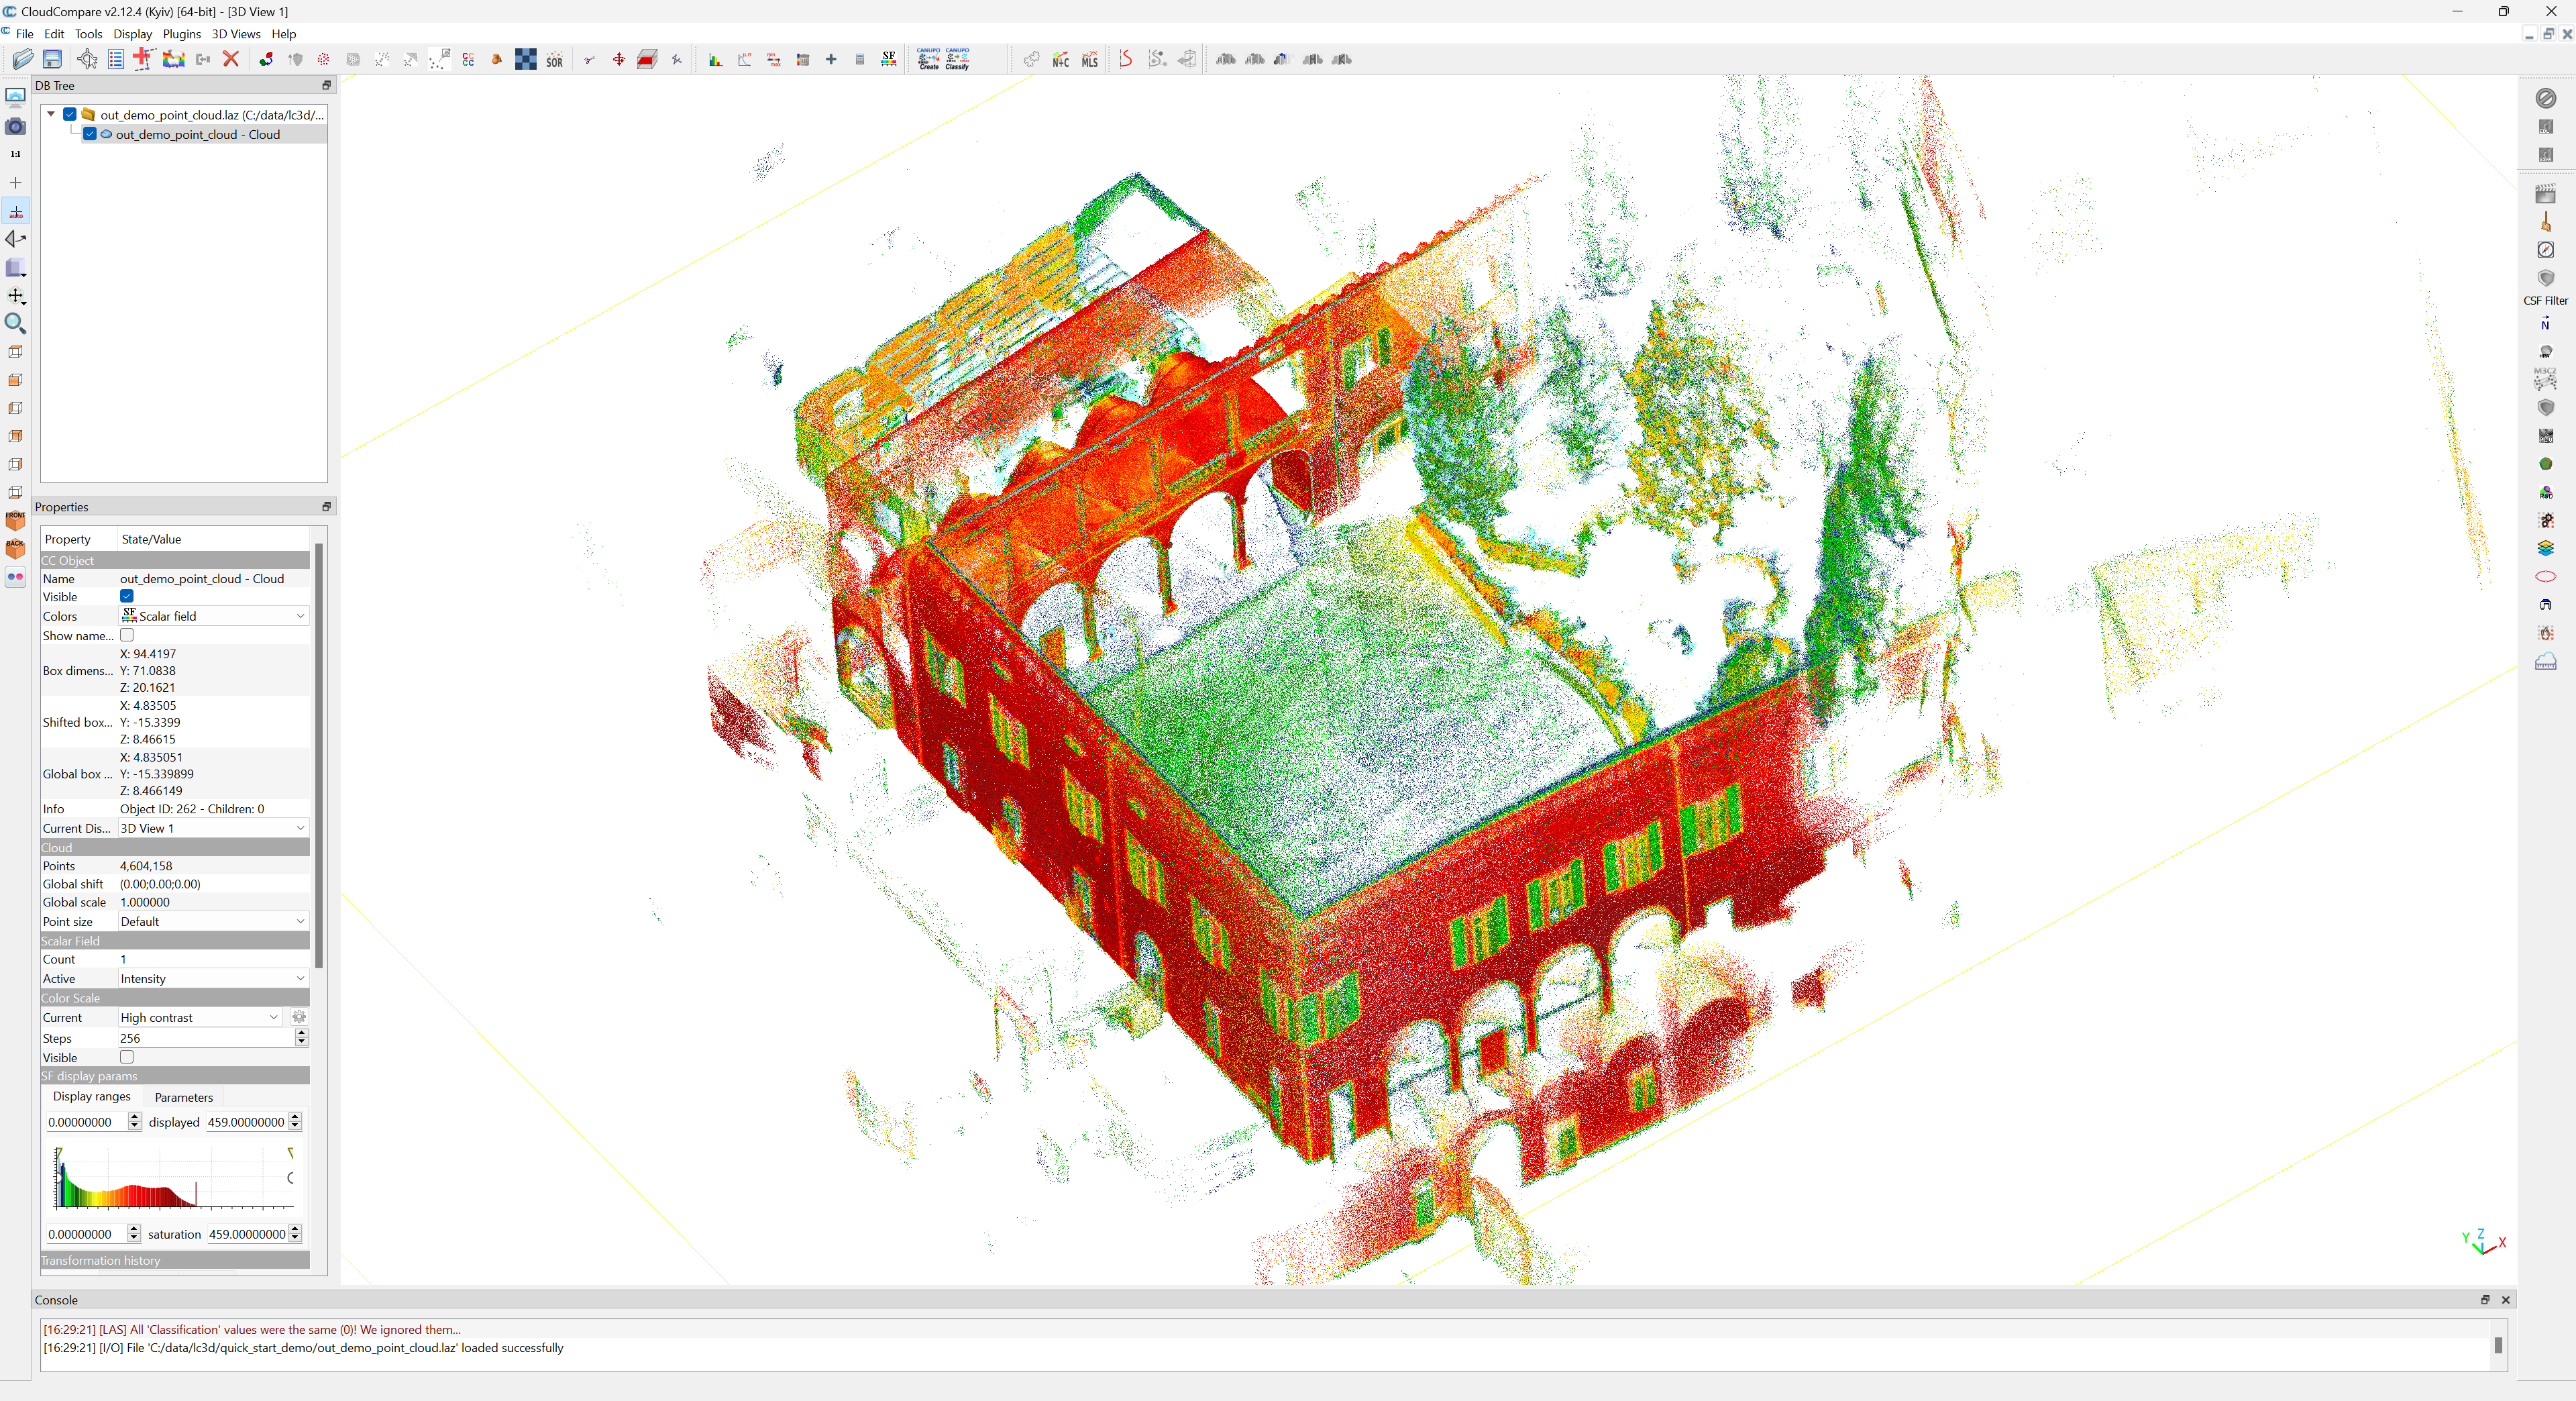 CloudCompare v2.12.4 (Kyiv) [64-bit] - [3D View 1]
File Edit Tools Display Plugins 3D Views Help
SOR
SF
CANUPO Create
CANUPO Classify
N+C
MLS
DB Tree
out_demo_point_cloud.laz (C:/data/lc3d/...
out_demo_point_cloud - Cloud
1:1
auto
FRONT
BACK
Properties
Property State/Value
CC Object
Name out_demo_point_cloud - Cloud
Visible
Colors SF Scalar field
Show name...
Box dimens... X: 94.4197
Y: 71.0838
Z: 20.1621
Shifted box... X: 4.83505
Y: -15.3399
Z: 8.46615
Global box ... X: 4.835051
Y: -15.339899
Z: 8.466149
Info Object ID: 262 - Children: 0
Current Dis... 3D View 1
Cloud
Points 4,604,158
Global shift (0.00;0.00;0.00)
Global scale 1.000000
Point size Default
Scalar Field
Count 1
Active Intensity
Color Scale
Current High contrast
Steps 256
Visible
SF display params
Display ranges Parameters
0.00000000 displayed 459.00000000
0.00000000 saturation 459.00000000
Transformation history
CSF Filter
N
M3C2
Y Z X
Console
[16:29:21] [LAS] All 'Classification' values were the same (0)! We ignored them...
[16:29:21] [I/O] File 'C:/data/lc3d/quick_start_demo/out_demo_point_cloud.laz' loaded successfully